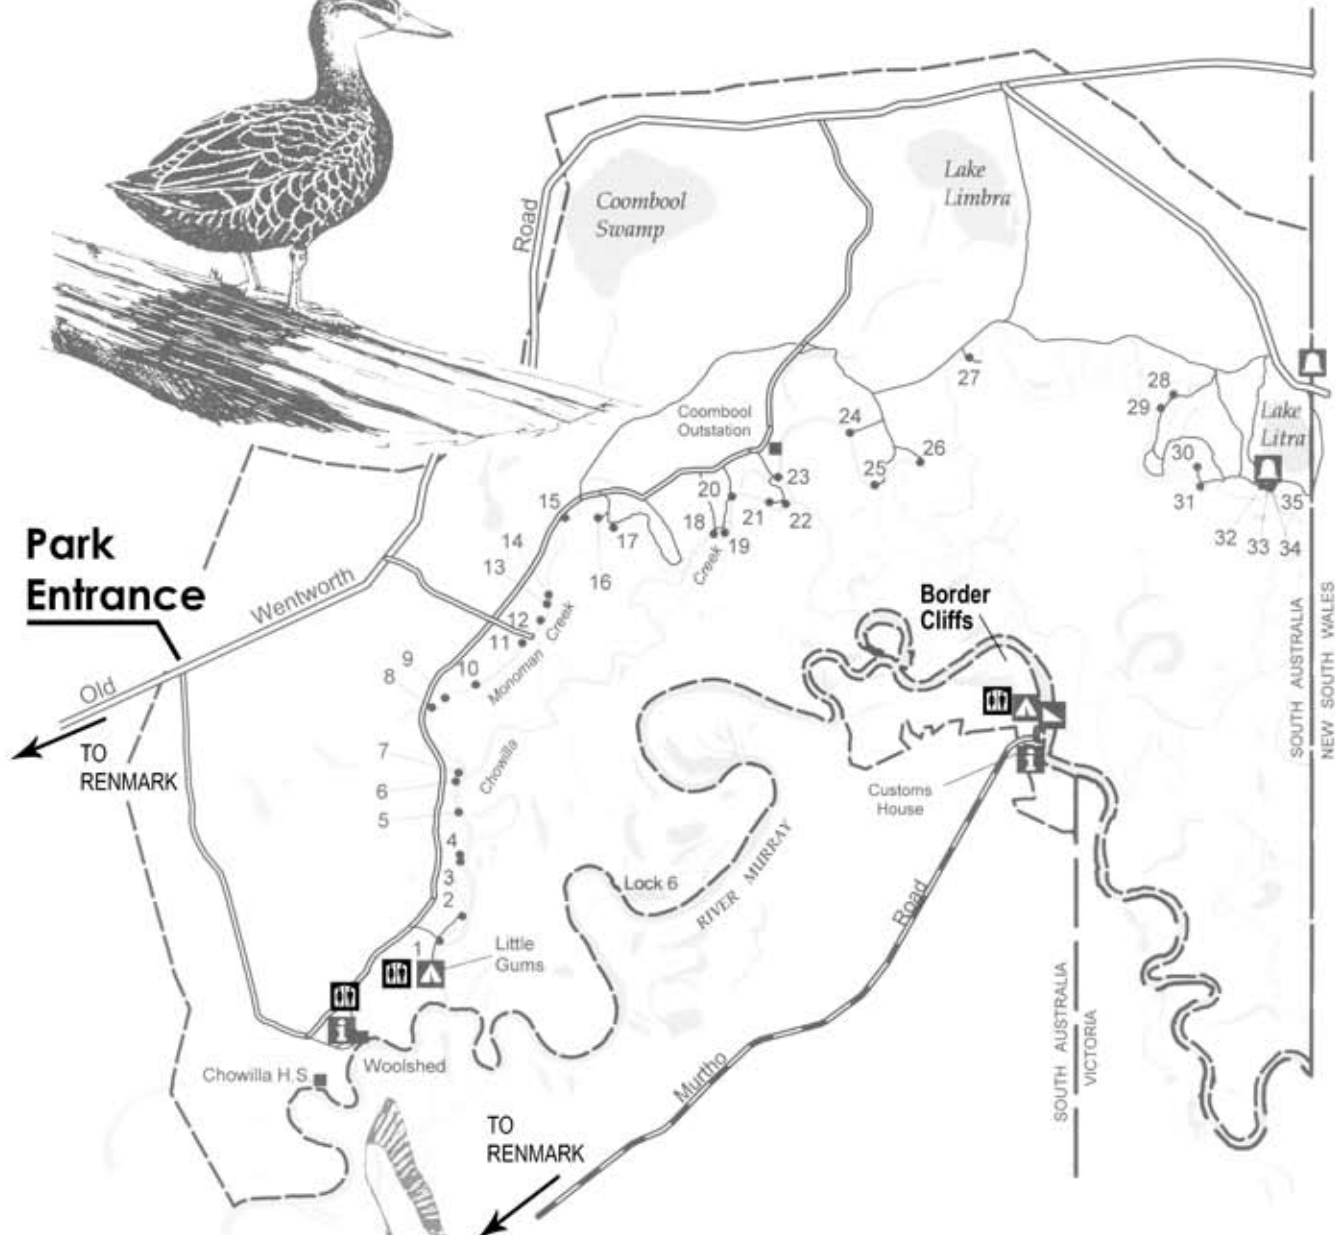 Road
Coombool
Swamp
Lake
Limbra
27
28
29
30
31
32
33
34
35
Lake
Litra
Coombool
Outstation
24
25
26
23
22
21
20
19
18
17
16
15
14
13
12
11
10
9
8
7
6
5
4
3
2
1
Creek
Monoman Creek
Chowilla
Park
Entrance
Old
Wentworth
TO
RENMARK
Border
Cliffs
Customs
House
Lock 6
RIVER MURRAY
Road
Murtho
Little
Gums
Woolshed
Chowilla H.S
TO
RENMARK
SOUTH AUSTRALIA
NEW SOUTH WALES
SOUTH AUSTRALIA
VICTORIA
i
i